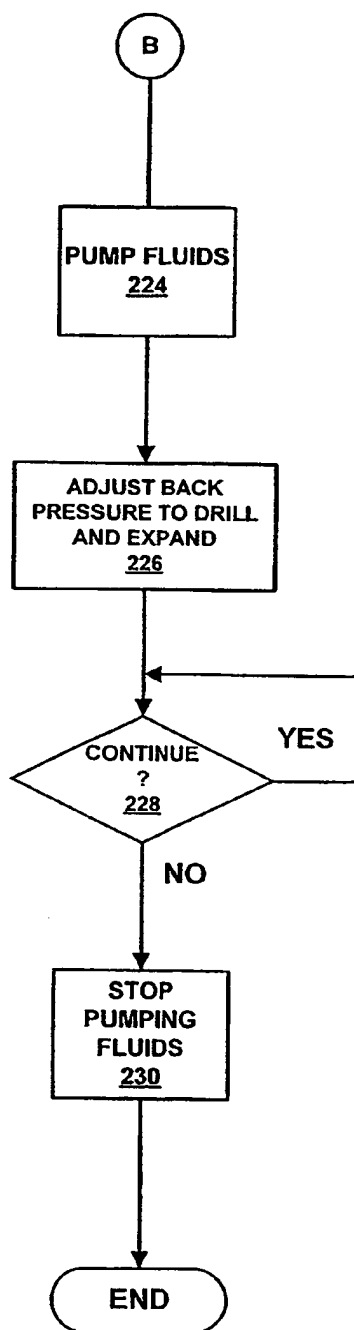 B
PUMP FLUIDS
224
ADJUST BACK
PRESSURE TO DRILL
AND EXPAND
226
CONTINUE
?
228
YES
NO
STOP
PUMPING
FLUIDS
230
END